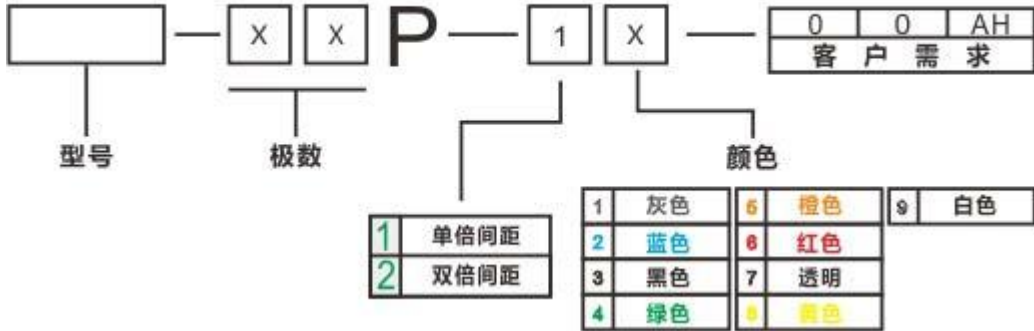 X X P 1 X 0 0 AH
客户需求
型号 极数 颜色
1 灰色 5 橙色 9 白色
1 单倍间距 2 蓝色 6 红色
2 双倍间距 3 黑色 7 透明
4 绿色 8 黄色